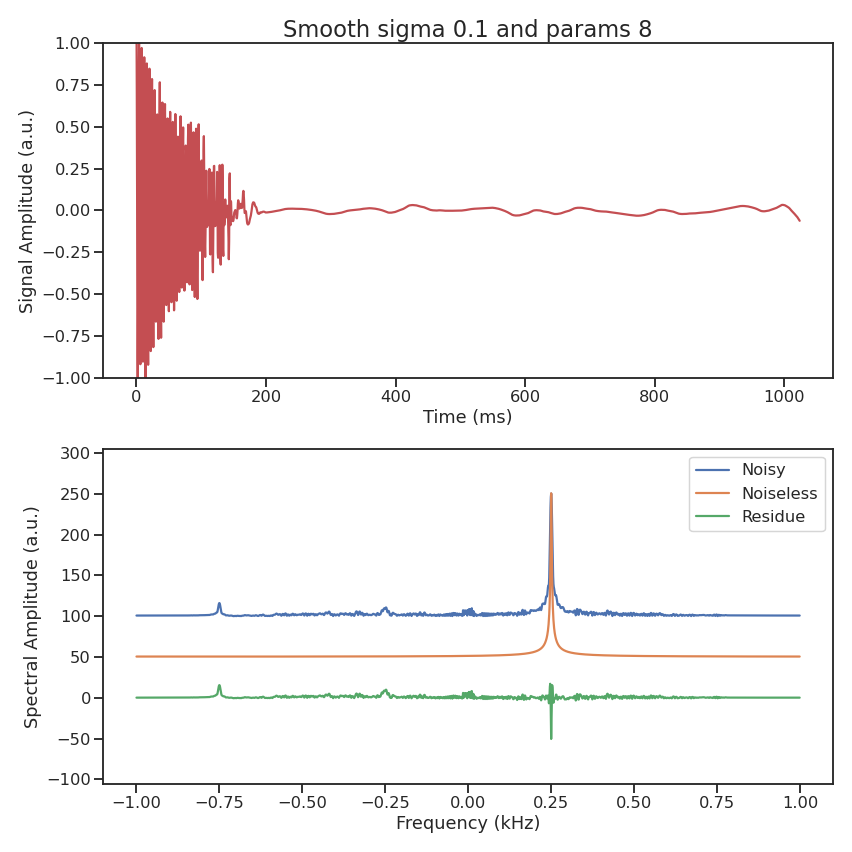 Smooth sigma 0.1 and params 8
1.00
0.75
0.50
0.25
0.00
−0.25
−0.50
−0.75
−1.00
Signal Amplitude (a.u.)
0 200 400 600 800 1000
Time (ms)
300
250
200
150
100
50
0
−50
−100
Spectral Amplitude (a.u.)
Noisy
Noiseless
Residue
−1.00 −0.75 −0.50 −0.25 0.00 0.25 0.50 0.75 1.00
Frequency (kHz)